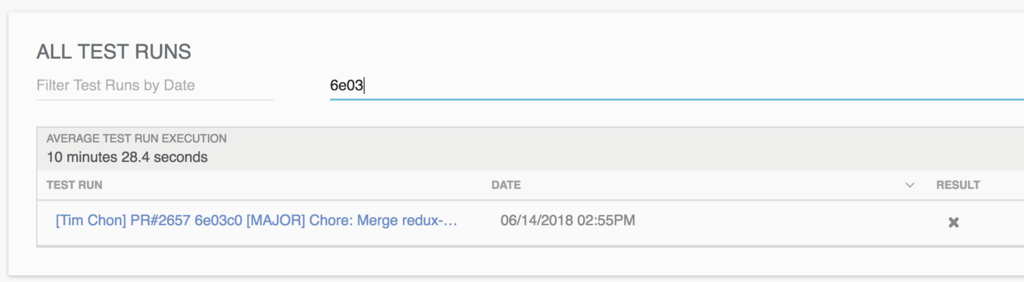 ALL TEST RUNS
Filter Test Runs by Date
6e03
AVERAGE TEST RUN EXECUTION
10 minutes 28.4 seconds
TEST RUN DATE RESULT
[Tim Chon] PR#2657 6e03c0 [MAJOR] Chore: Merge redux-… 06/14/2018 02:55PM